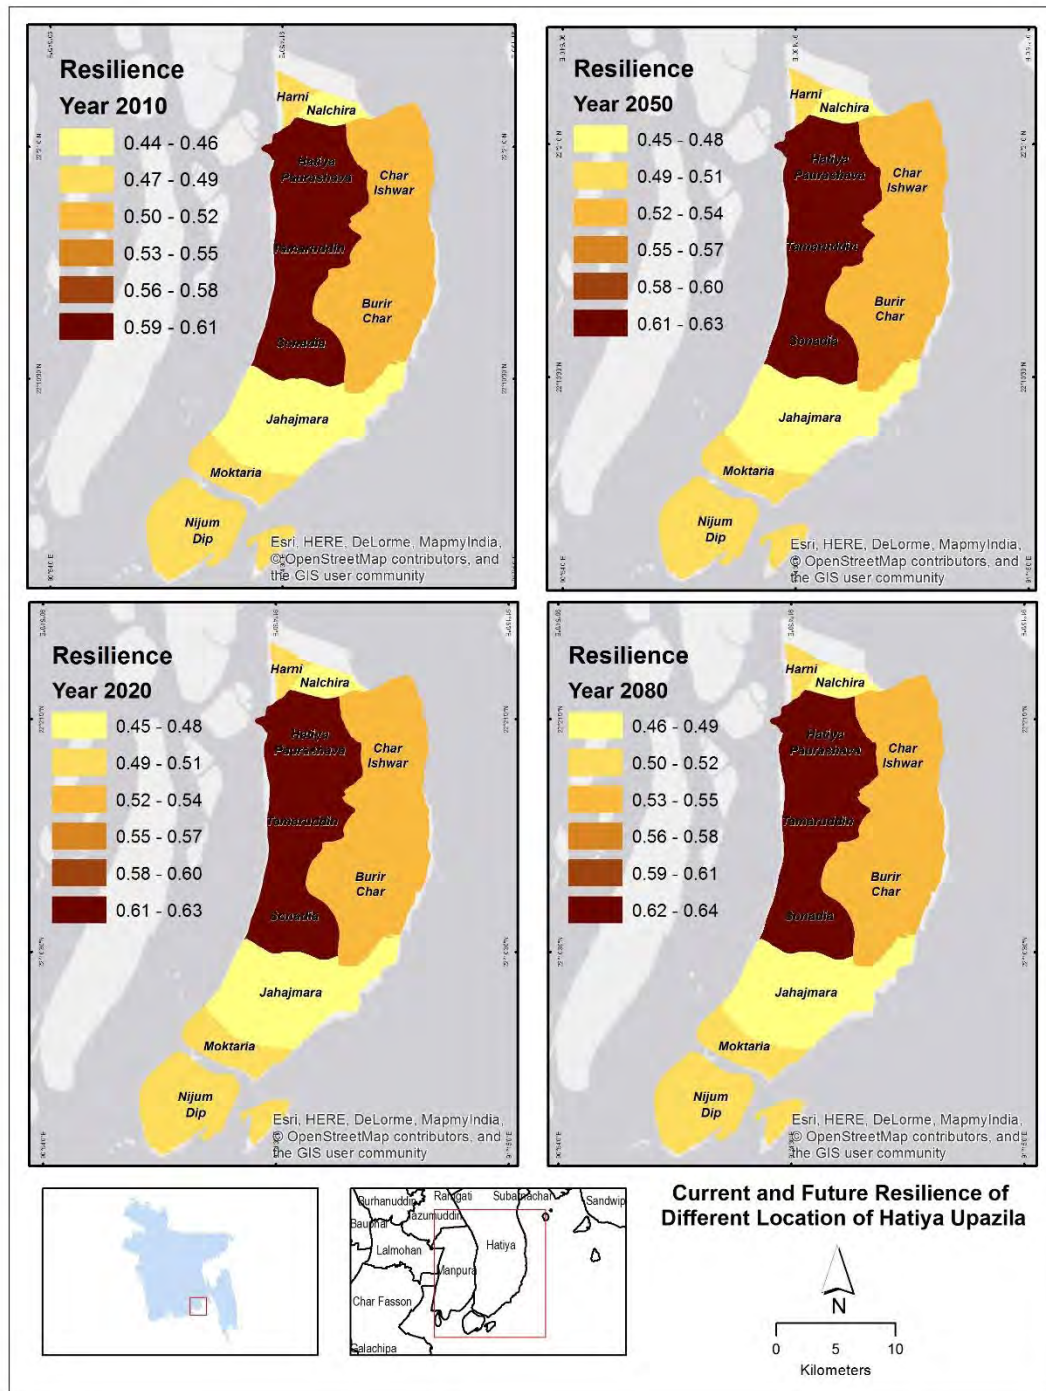 Resilience
Year 2010
0.44 - 0.46
0.47 - 0.49
0.50 - 0.52
0.53 - 0.55
0.56 - 0.58
0.59 - 0.61
Harni
Nalchira
Hatiya
Paurashava
Char
Ishwar
Tamaruddin
Burir
Char
Sonadia
Jahajmara
Moktaria
Nijum
Dip
Esri, HERE, DeLorme, MapmyIndia,
© OpenStreetMap contributors, and
the GIS user community
Resilience
Year 2050
0.45 - 0.48
0.49 - 0.51
0.52 - 0.54
0.55 - 0.57
0.58 - 0.60
0.61 - 0.63
Harni
Nalchira
Hatiya
Paurashava
Char
Ishwar
Tamaruddin
Burir
Char
Sonadia
Jahajmara
Moktaria
Nijum
Dip
Esri, HERE, DeLorme, MapmyIndia,
© OpenStreetMap contributors, and
the GIS user community
Resilience
Year 2020
0.45 - 0.48
0.49 - 0.51
0.52 - 0.54
0.55 - 0.57
0.58 - 0.60
0.61 - 0.63
Harni
Nalchira
Hatiya
Paurashava
Char
Ishwar
Tamaruddin
Burir
Char
Sonadia
Jahajmara
Moktaria
Nijum
Dip
Esri, HERE, DeLorme, MapmyIndia,
© OpenStreetMap contributors, and
the GIS user community
Resilience
Year 2080
0.46 - 0.49
0.50 - 0.52
0.53 - 0.55
0.56 - 0.58
0.59 - 0.61
0.62 - 0.64
Harni
Nalchira
Hatiya
Paurashava
Char
Ishwar
Tamaruddin
Burir
Char
Sonadia
Jahajmara
Moktaria
Nijum
Dip
Esri, HERE, DeLorme, MapmyIndia,
© OpenStreetMap contributors, and
the GIS user community
Burhanuddin
Ramgati
Subarnachar
Sandwip
Tazumuddin
Bauphal
Lalmohan
Hatiya
Manpura
Char Fasson
Galachipa
Current and Future Resilience of
Different Location of Hatiya Upazila
N
0 5 10
Kilometers